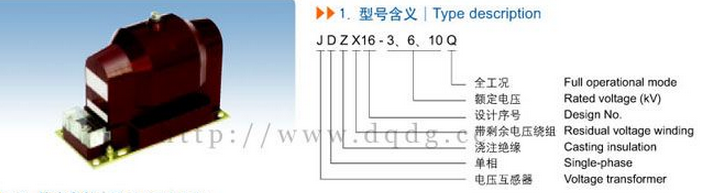 1. 型号含义 | Type description
JDZX16-3、6、10Q
全工况 Full operational mode
额定电压 Rated voltage (kV)
设计序号 Design No.
带剩余电压绕组 Residual voltage winding
浇注绝缘 Casting insulation
单相 Single-phase
电压互感器 Voltage transformer
http://www.dqdg.c